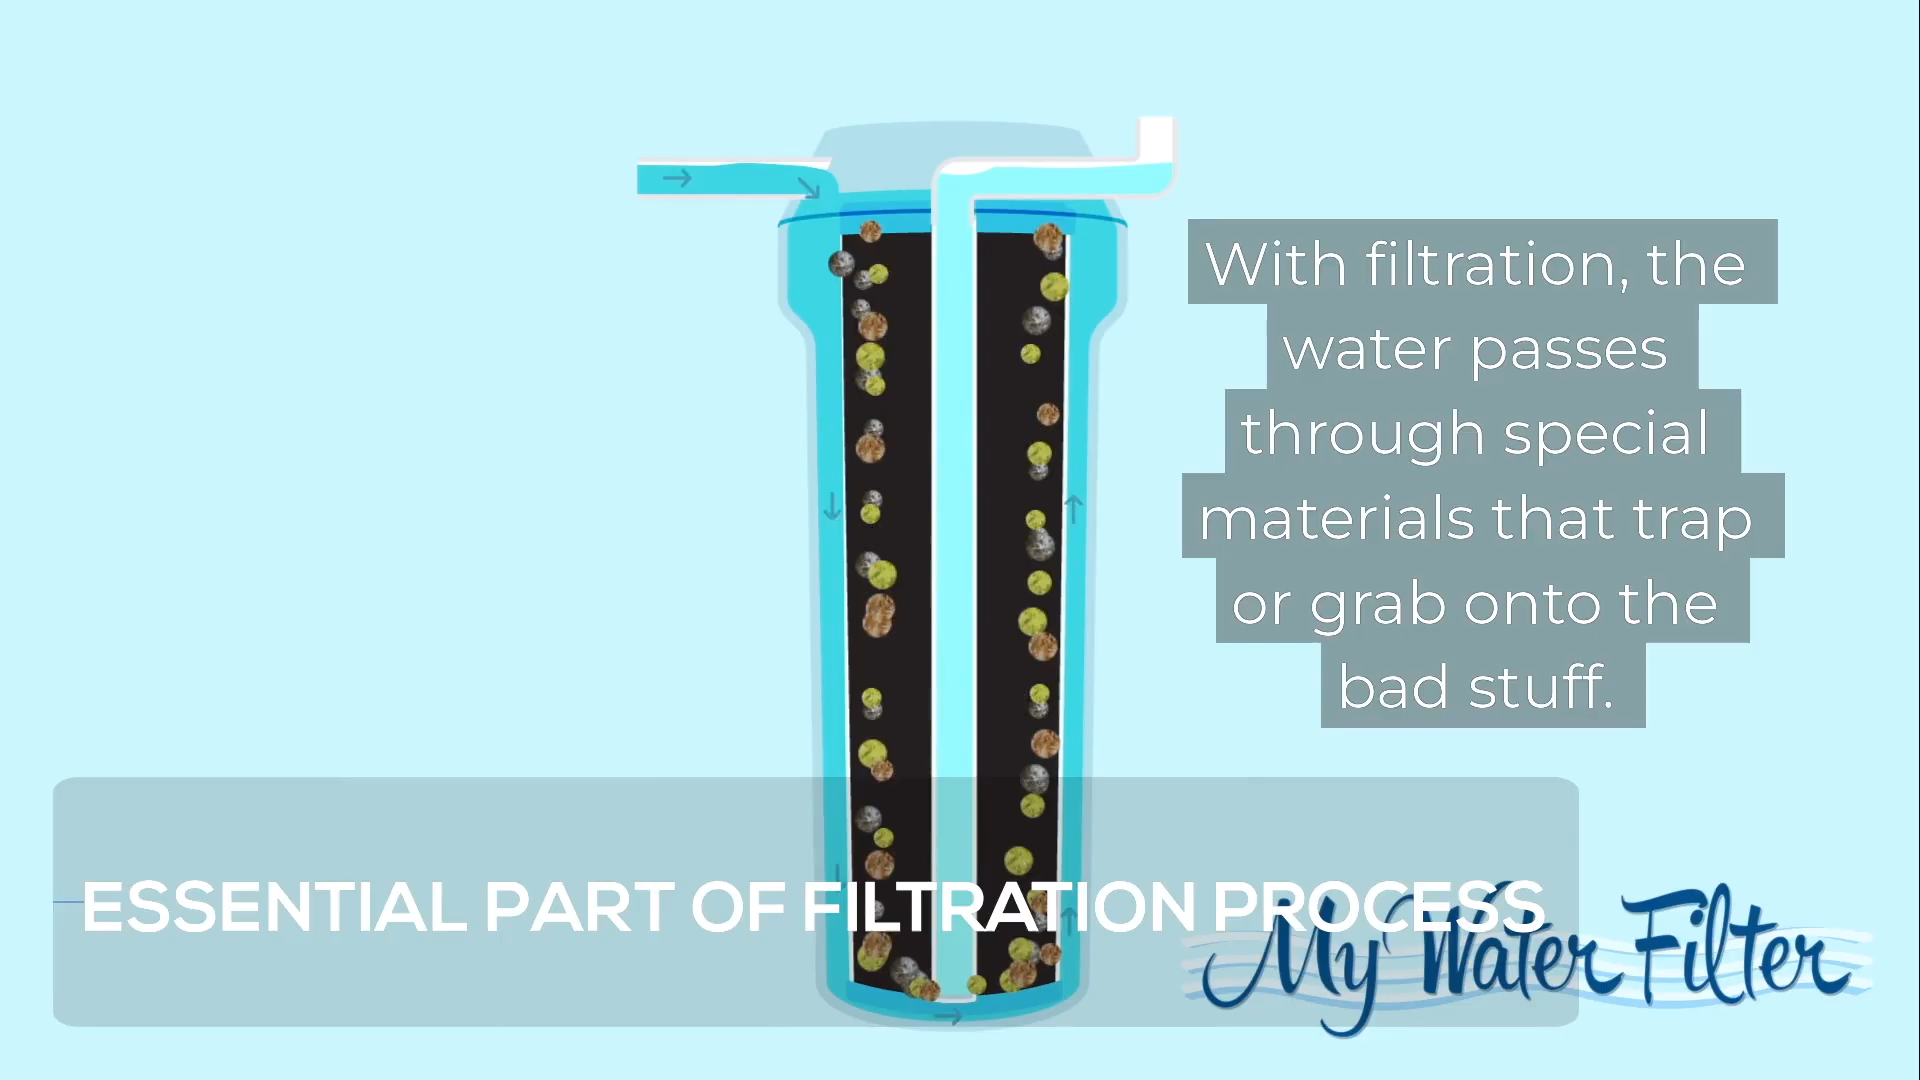 With filtration, the
water passes
through special
materials that trap
or grab onto the
bad stuff.
ESSENTIAL PART OF FILTRATION PROCESS
My Water Filter